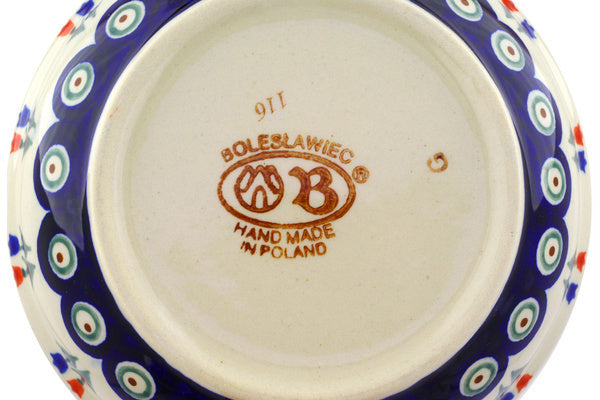 911
BOLESŁAWIEC
B®
HAND MADE
IN POLAND